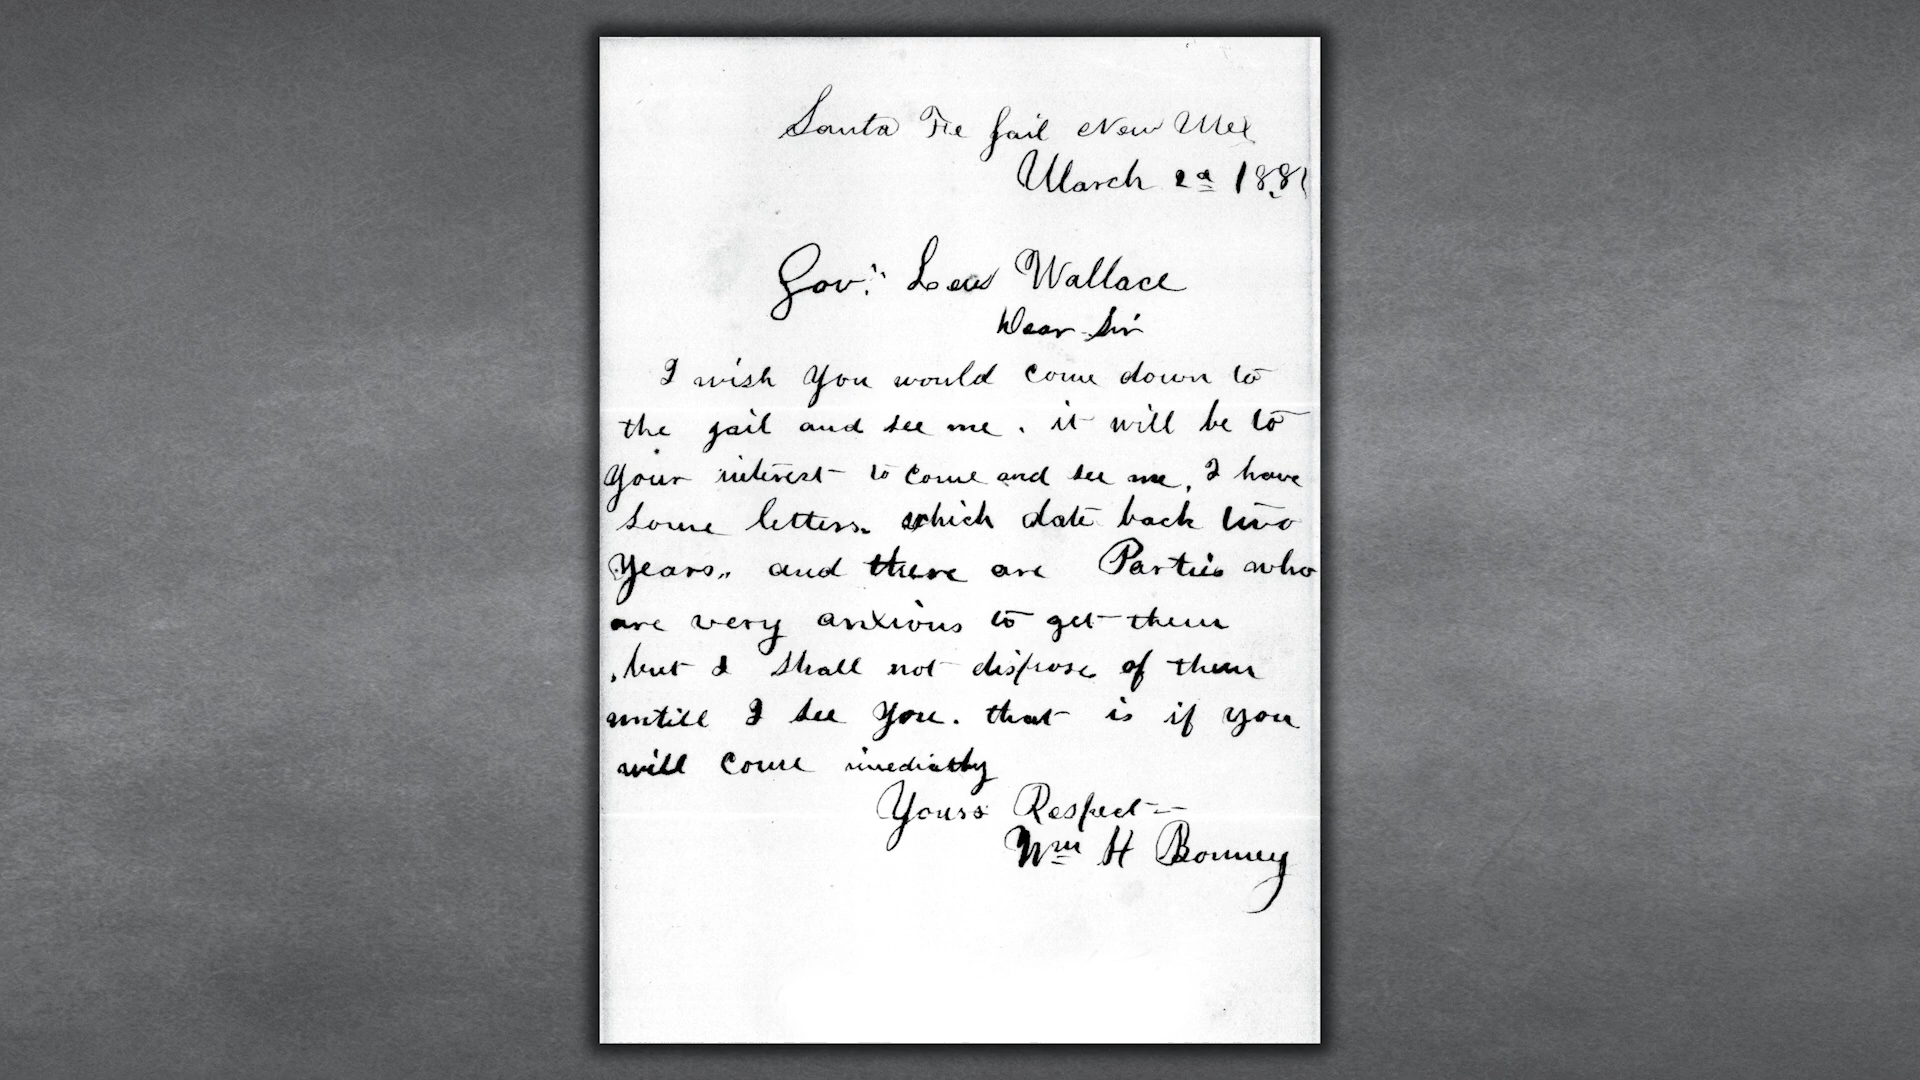 Santa Fe Jail New Mex
March 2d 1881
Gov. Lew Wallace
Dear Sir
I wish you would come down to
the jail and see me. it will be to
your interest to come and see me. I have
some letters which date back two
years, and there are Parties who
are very anxious to get them
but I shall not dispose of them
untill I see you. that is if you
will come imediatly
Yours Respect
Wm H Bonney